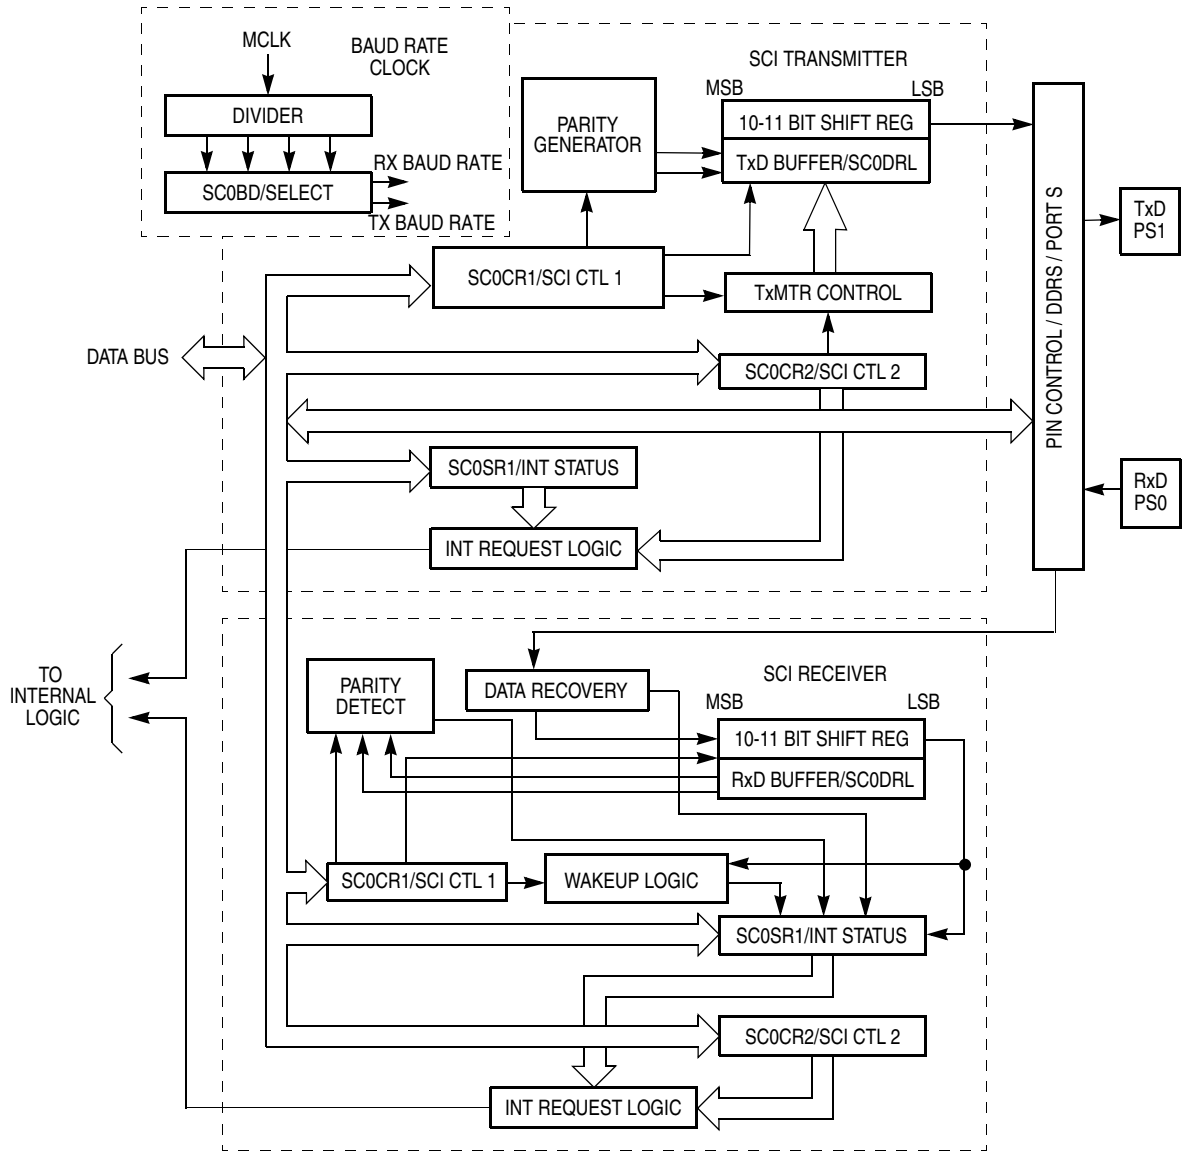 MCLK
BAUD RATE
CLOCK
DIVIDER
SC0BD/SELECT
RX BAUD RATE
TX BAUD RATE
SCI TRANSMITTER
MSB
LSB
PARITY
GENERATOR
10-11 BIT SHIFT REG
TxD BUFFER/SC0DRL
SC0CR1/SCI CTL 1
TxMTR CONTROL
DATA BUS
SC0CR2/SCI CTL 2
SC0SR1/INT STATUS
INT REQUEST LOGIC
PIN CONTROL / DDRS / PORT S
TxD
PS1
RxD
PS0
TO
INTERNAL
LOGIC
SCI RECEIVER
PARITY
DETECT
DATA RECOVERY
MSB
LSB
10-11 BIT SHIFT REG
RxD BUFFER/SC0DRL
SC0CR1/SCI CTL 1
WAKEUP LOGIC
SC0SR1/INT STATUS
SC0CR2/SCI CTL 2
INT REQUEST LOGIC